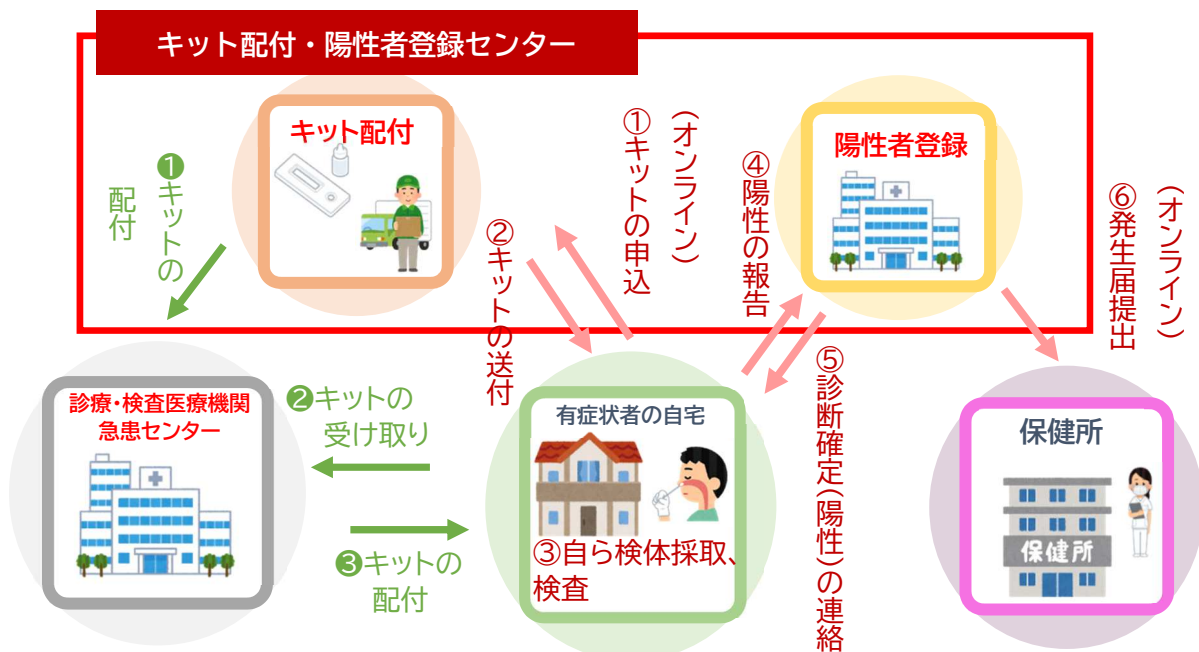 キット配付・陽性者登録センター
キット配付
陽性者登録
❶キットの
配付
②キットの送付
①キットの申込
(オンライン)
④陽性の報告
⑤診断確定(陽性)の連絡
⑥発生届提出
(オンライン)
診療・検査医療機関
急患センター
❷キットの
受け取り
❸キットの
配付
有症状者の自宅
③自ら検体採取、
検査
保健所
保健所